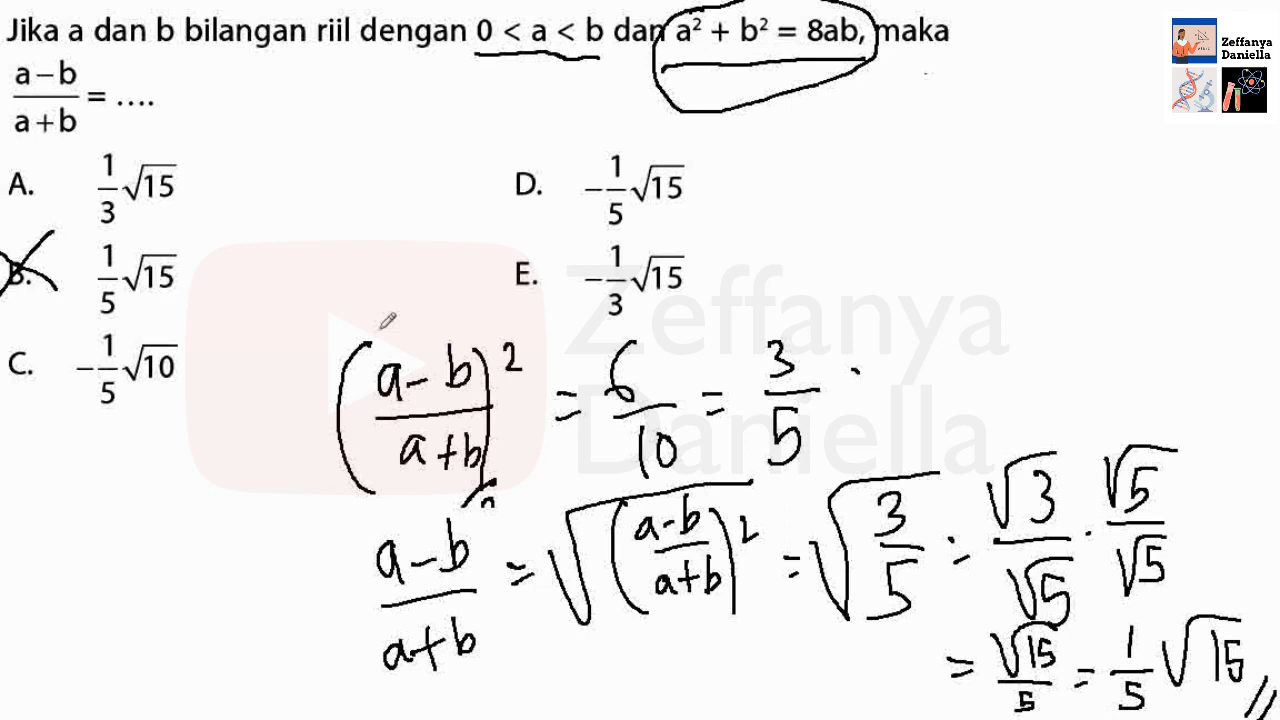 Jika a dan b bilangan riil dengan 0 < a < b dan a² + b² = 8ab, maka
Zeffanya
Daniella
a – b / a + b = ....
A. 1/3 √15
D. –1/5 √15
B. 1/5 √15
E. –1/3 √15
Zeffanya
Daniella
C. –1/5 √10
(a – b / a + b)² = 6/10 = 3/5 .
a – b / a + b = √(a – b / a + b)² = √3/5 = √3/√5 . √5/√5
= √15/5 = 1/5 √15 //